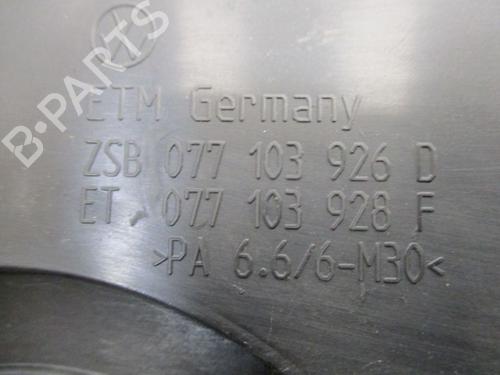 B-PARTS
ETM Germany
ZSB 077 103 926 D
ET. 077 103 928 F
>PA 6.6/6-M30<